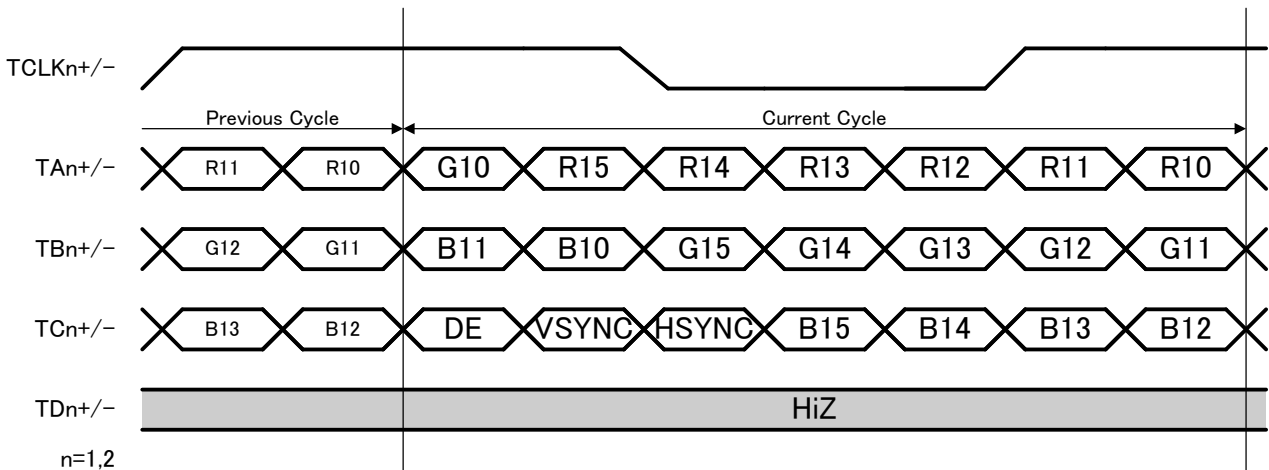 TCLKn+/-
Previous Cycle Current Cycle
TAn+/- R11 R10 G10 R15 R14 R13 R12 R11 R10
TBn+/- G12 G11 B11 B10 G15 G14 G13 G12 G11
TCn+/- B13 B12 DE VSYNC HSYNC B15 B14 B13 B12
TDn+/- HiZ
n=1,2